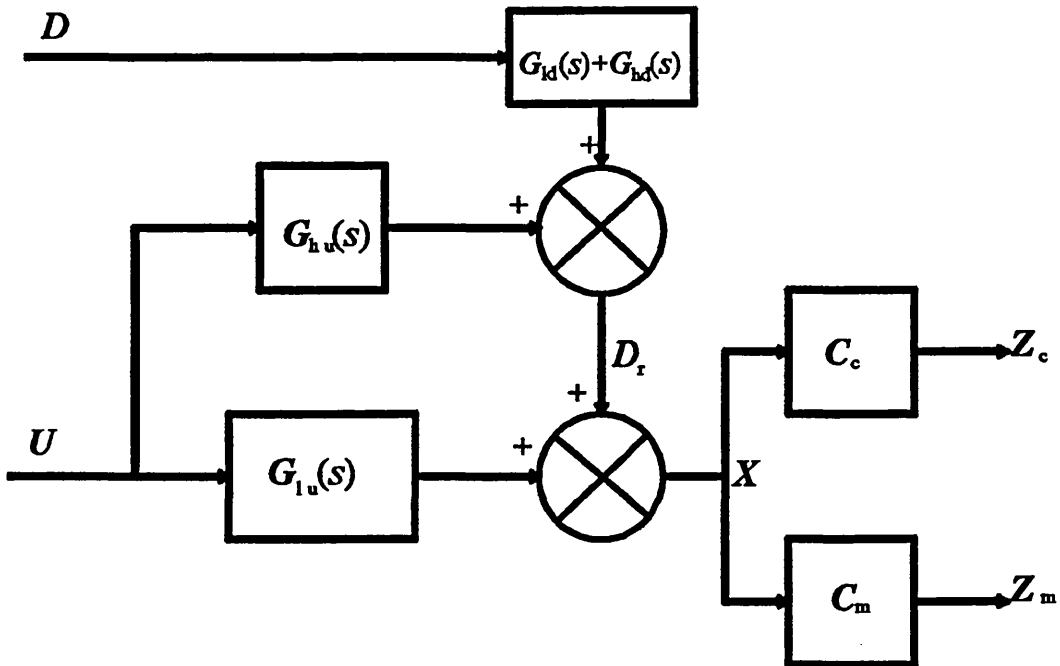 D
G_ld(s)+G_hd(s)
+
+
G_hu(s)
D_r
+
C_c
Z_c
U
+
G_lu(s)
X
C_m
Z_m